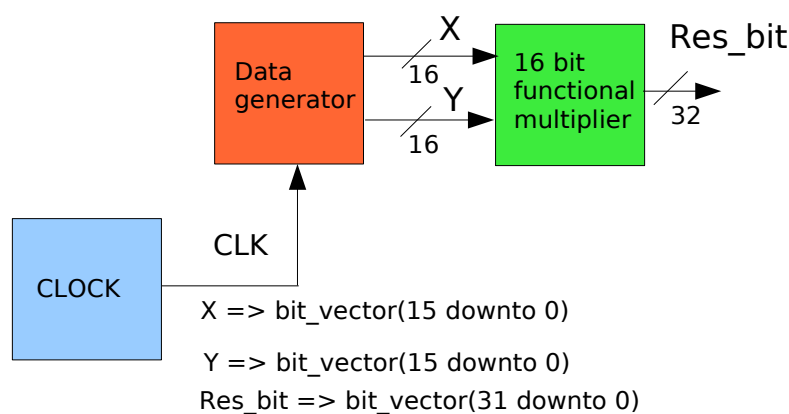 X
Res_bit
Data
generator
16
16 bit
functional
multiplier
Y
32
16
CLK
CLOCK
X => bit_vector(15 downto 0)
Y => bit_vector(15 downto 0)
Res_bit => bit_vector(31 downto 0)